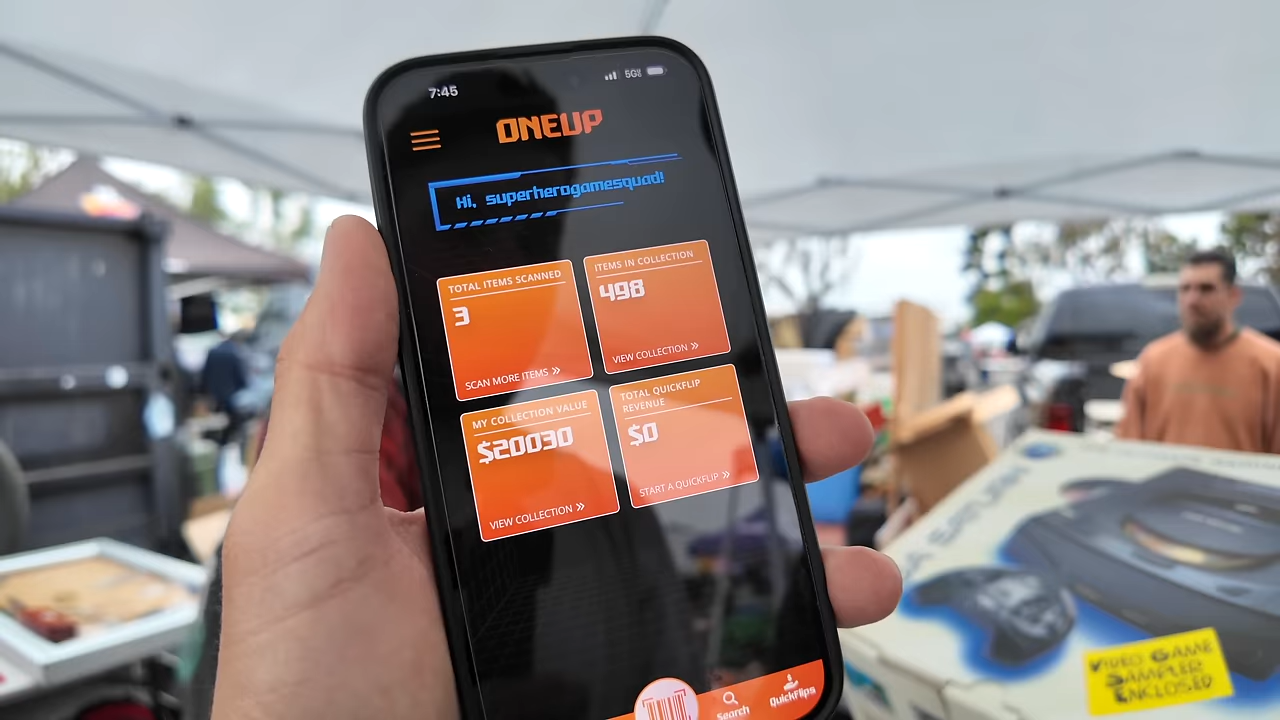 7:45
5G
ONEUP
Hi, superherogamesquad!
TOTAL ITEMS SCANNED
3
SCAN MORE ITEMS »
ITEMS IN COLLECTION
498
VIEW COLLECTION »
MY COLLECTION VALUE
$20030
VIEW COLLECTION »
TOTAL QUICKFLIP
REVENUE
$0
START A QUICKFLIP »
Search
QuickFlips
A SATURN
VIDEO GAME
SAMPLER
ENCLOSED